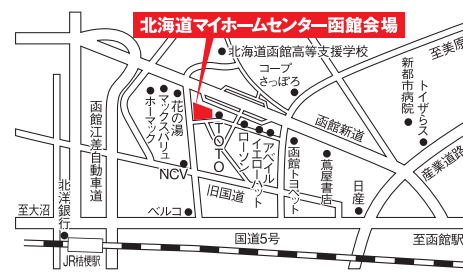 北海道マイホームセンター函館会場
北海道函館高等支援学校
至美原
コープ
さっぽろ
新都市病院
トイザらス
函館新道
産業道路
ホーマック
マックスバリュ
花の湯
TOTO
ローソン
イエローハット
アベール
函館トヨペット
蔦屋書店
日産
函館江差自動車道
NCV
旧国道
ベルコ
至大沼
北洋銀行
国道5号
至函館駅
JR桔梗駅